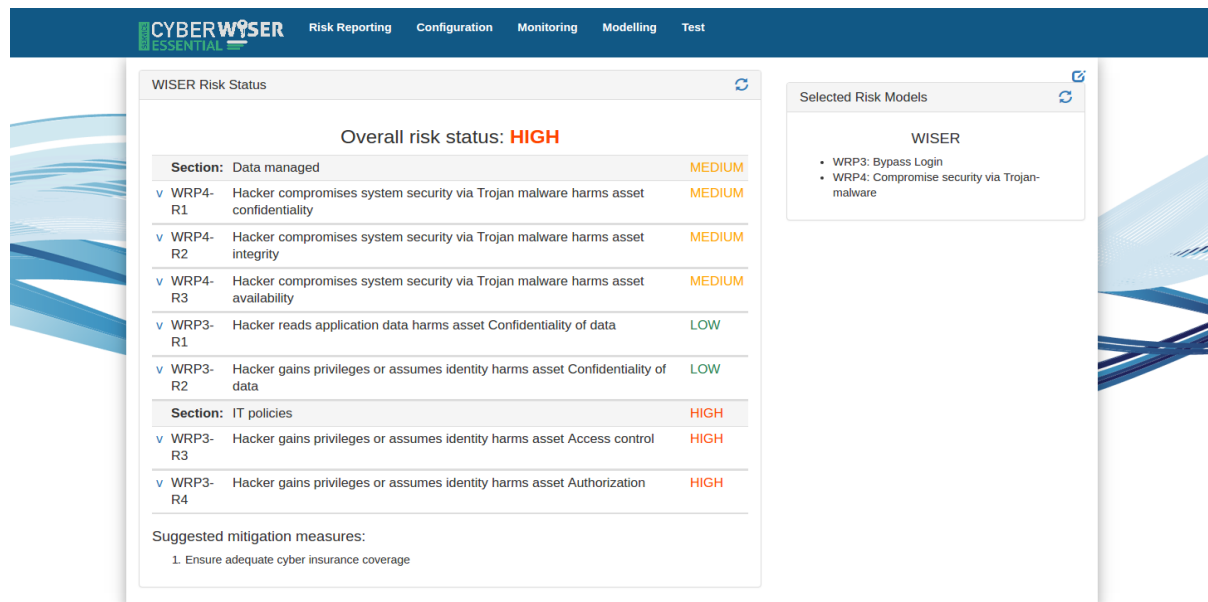 SERVICE
CYBERWISER
ESSENTIAL
Risk Reporting Configuration Monitoring Modelling Test
WISER Risk Status
Overall risk status: HIGH
Section: Data managed MEDIUM
v WRP4- Hacker compromises system security via Trojan malware harms asset MEDIUM
R1 confidentiality
v WRP4- Hacker compromises system security via Trojan malware harms asset MEDIUM
R2 integrity
v WRP4- Hacker compromises system security via Trojan malware harms asset MEDIUM
R3 availability
v WRP3- Hacker reads application data harms asset Confidentiality of data LOW
R1
v WRP3- Hacker gains privileges or assumes identity harms asset Confidentiality of LOW
R2 data
Section: IT policies HIGH
v WRP3- Hacker gains privileges or assumes identity harms asset Access control HIGH
R3
v WRP3- Hacker gains privileges or assumes identity harms asset Authorization HIGH
R4
Suggested mitigation measures:
1. Ensure adequate cyber insurance coverage
Selected Risk Models
WISER
• WRP3: Bypass Login
• WRP4: Compromise security via Trojan-
malware